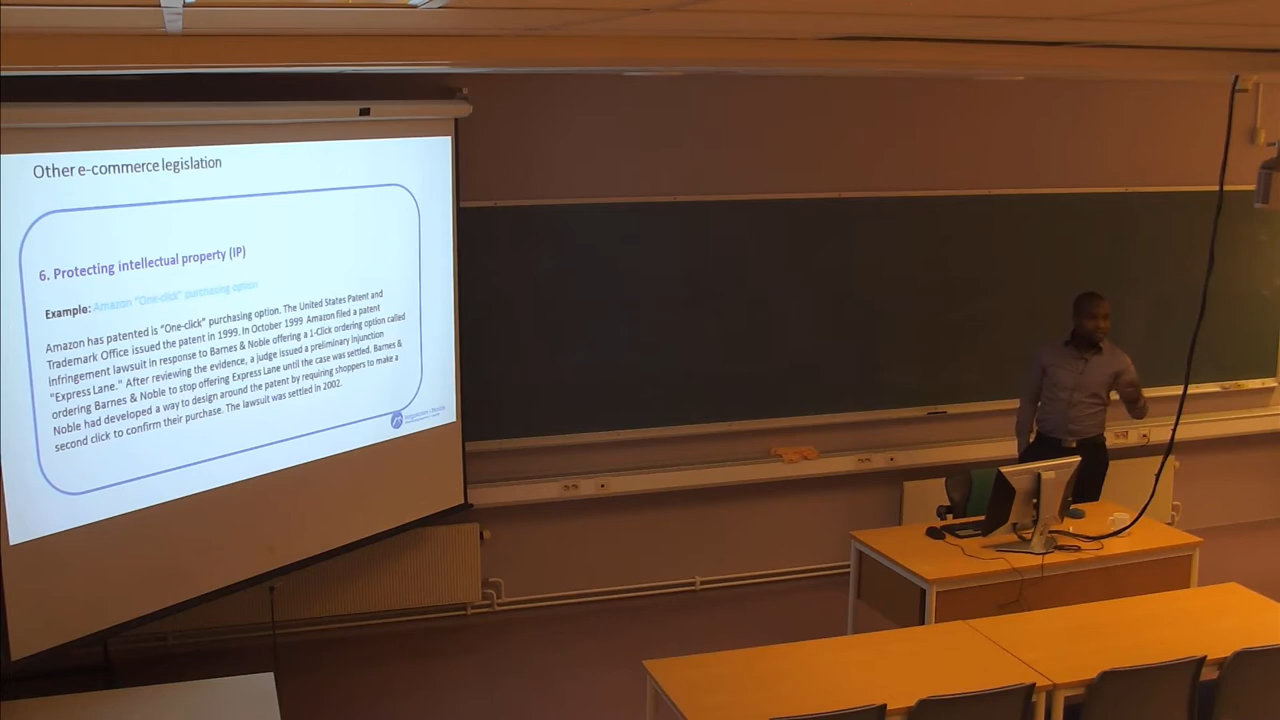 Other e-commerce legislation
6. Protecting intellectual property (IP)
Example: Amazon "One-click" purchasing option
Amazon has patented is "One-click" purchasing option. The United States Patent and
Trademark Office issued the patent in 1999. In October 1999 Amazon filed a patent
infringement lawsuit in response to Barnes & Noble offering a 1-Click ordering option called
"Express Lane." After reviewing the evidence, a judge issued a preliminary injunction
ordering Barnes & Noble to stop offering Express Lane until the case was settled. Barnes &
Noble had developed a way to design around the patent by requiring shoppers to make a
second click to confirm their purchase. The lawsuit was settled in 2002.